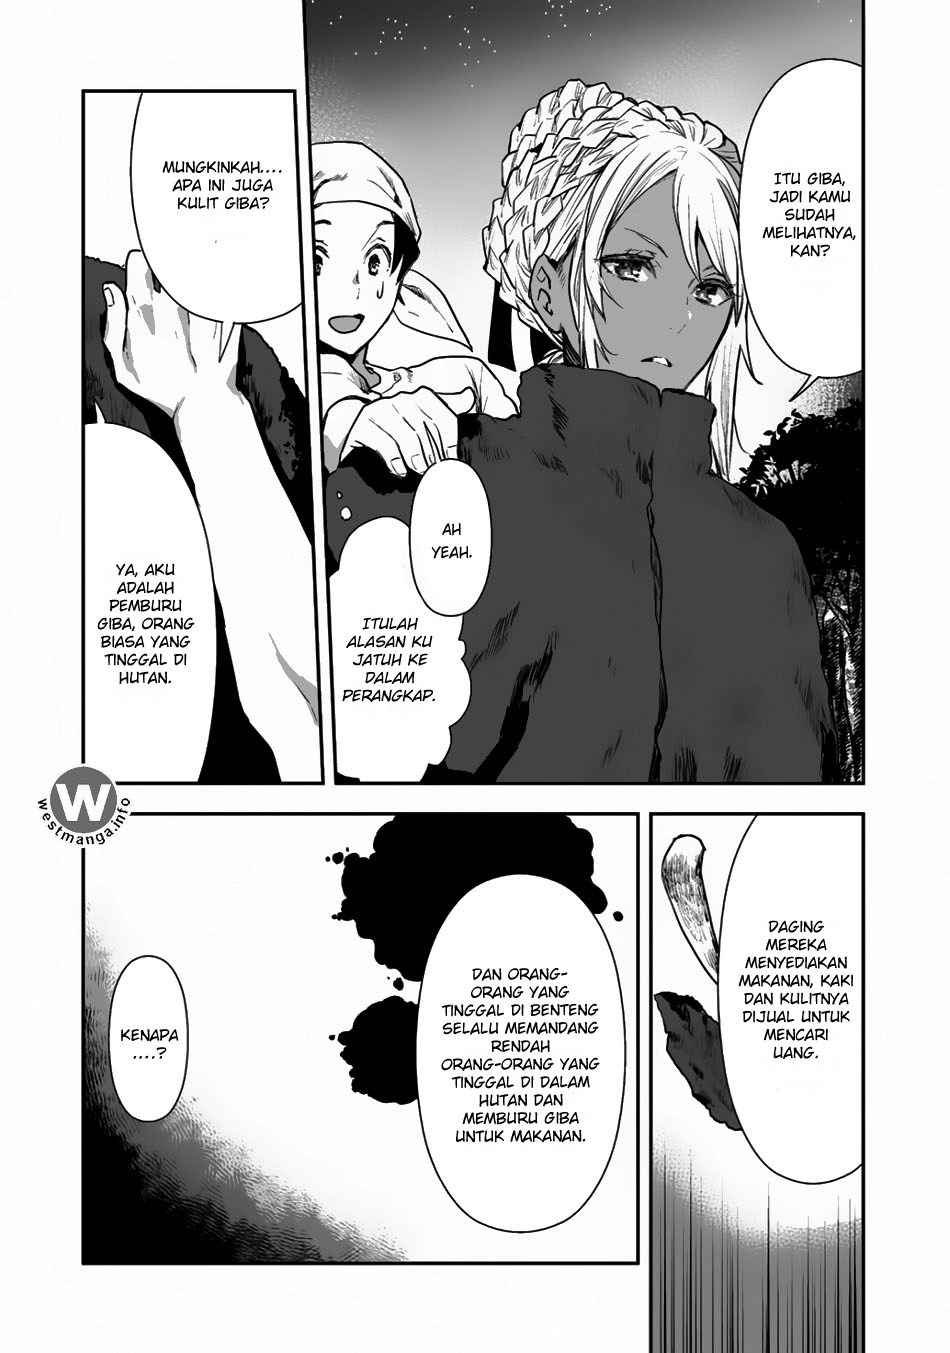 ITU GIBA,
JADI KAMU
SUDAH
MELIHATNYA,
KAN?
AH
YEAH.
ITULAH
ALASAN KU
JATUH KE
DALAM
PERANGKAP.
MUNGKINKAH....
APA INI JUGA
KULIT GIBA?
YA, AKU
ADALAH
PEMBURU
GIBA, ORANG
BIASA YANG
TINGGAL DI
HUTAN.
W
westmanga.info
DAGING
MEREKA
MENYEDIAKAN
MAKANAN, KAKI
DAN KULITNYA
DIJUAL UNTUK
MENCARI
UANG.
DAN ORANG-
ORANG YANG
TINGGAL DI BENTENG
SELALU MEMANDANG
RENDAH
ORANG-ORANG YANG
TINGGAL DI DALAM
HUTAN DAN
MEMBURU GIBA
UNTUK MAKANAN.
KENAPA
....?